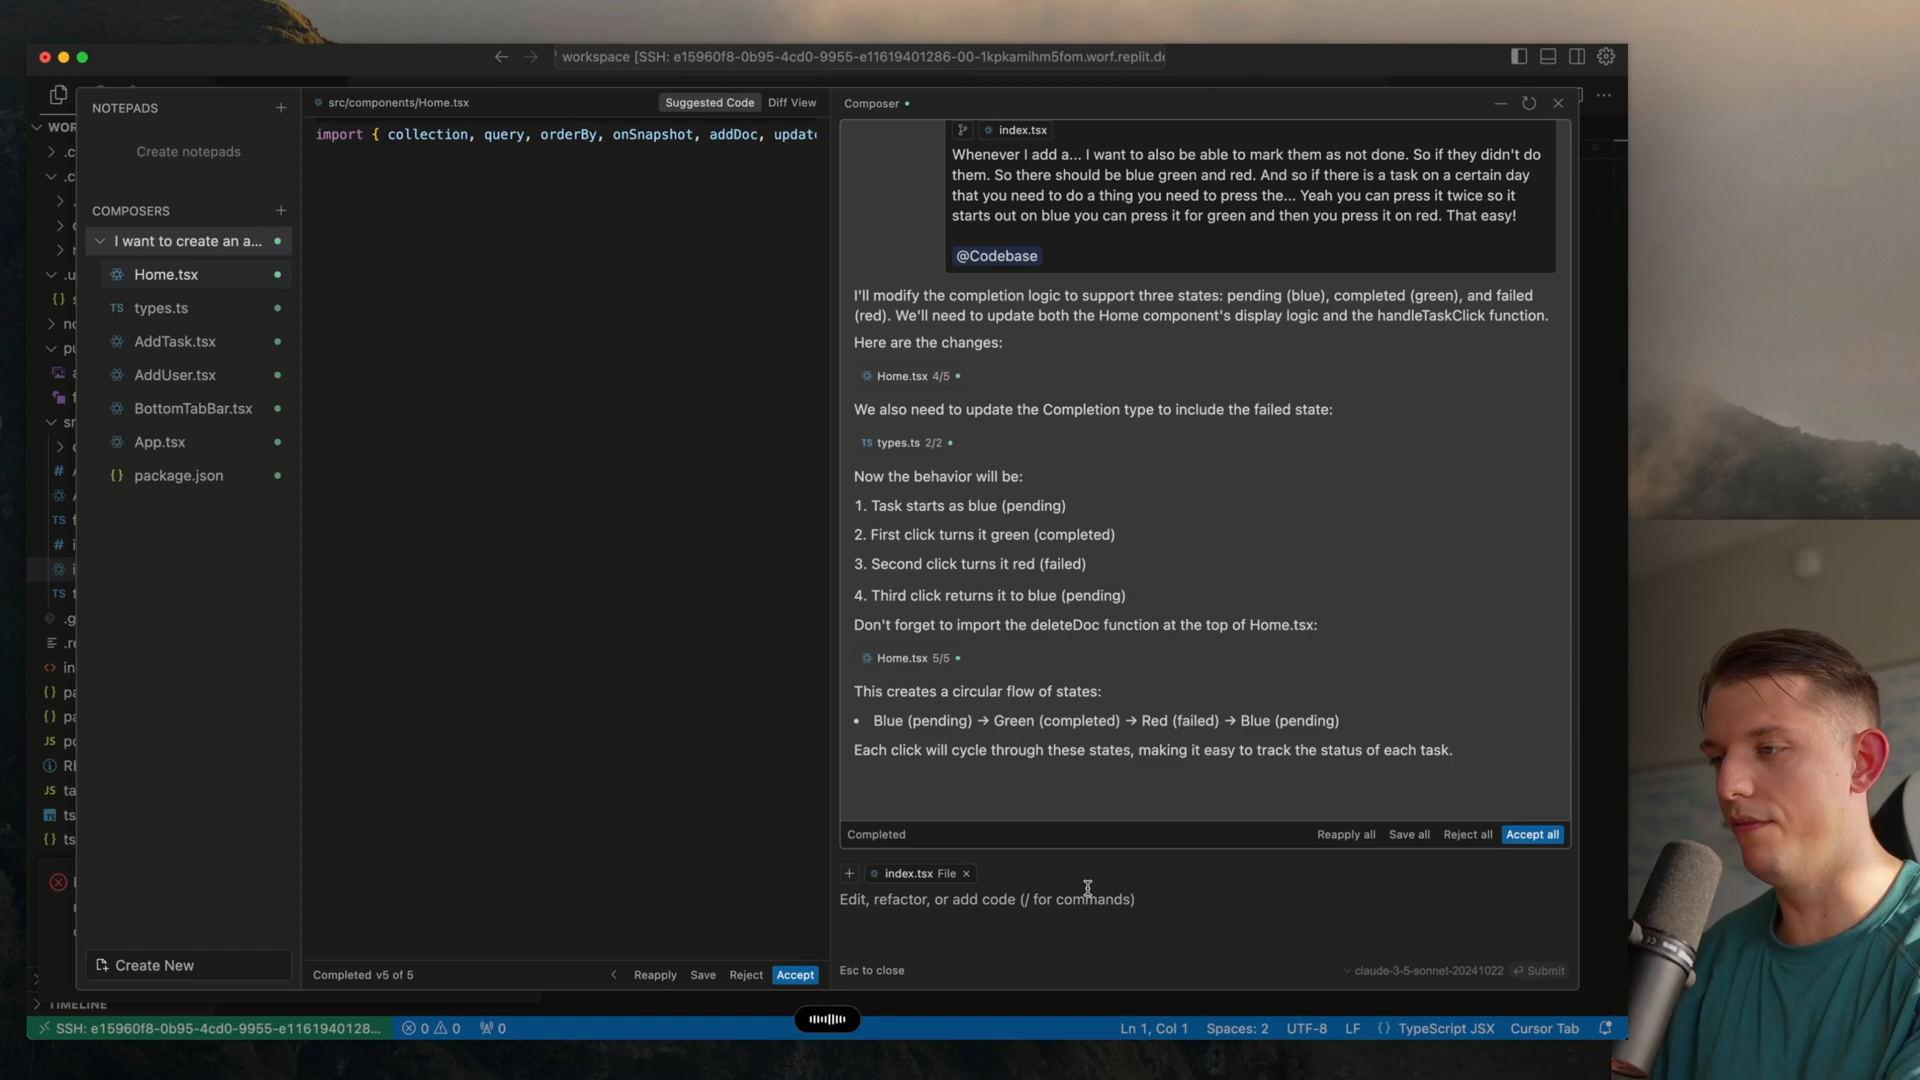 workspace [SSH: e15960f8-0b95-4cd0-9955-e11619401286-00-1kpkamihm5fom.worf.replit.de
NOTEPADS
Create notepads
COMPOSERS
I want to create an a...
Home.tsx
types.ts
AddTask.tsx
AddUser.tsx
BottomTabBar.tsx
App.tsx
package.json
Create New
TIMELINE
src/components/Home.tsx
Suggested Code
Diff View
import { collection, query, orderBy, onSnapshot, addDoc, update
Completed v5 of 5
Reapply
Save
Reject
Accept
Composer
index.tsx
Whenever I add a... I want to also be able to mark them as not done. So if they didn't do
them. So there should be blue green and red. And so if there is a task on a certain day
that you need to do a thing you need to press the... Yeah you can press it twice so it
starts out on blue you can press it for green and then you press it on red. That easy!
@Codebase
I'll modify the completion logic to support three states: pending (blue), completed (green), and failed
(red). We'll need to update both the Home component's display logic and the handleTaskClick function.
Here are the changes:
Home.tsx 4/5
We also need to update the Completion type to include the failed state:
TS types.ts 2/2
Now the behavior will be:
1. Task starts as blue (pending)
2. First click turns it green (completed)
3. Second click turns it red (failed)
4. Third click returns it to blue (pending)
Don't forget to import the deleteDoc function at the top of Home.tsx:
Home.tsx 5/5
This creates a circular flow of states:
• Blue (pending) → Green (completed) → Red (failed) → Blue (pending)
Each click will cycle through these states, making it easy to track the status of each task.
Completed
Reapply all
Save all
Reject all
Accept all
index.tsx File
Edit, refactor, or add code (/ for commands)
Esc to close
claude-3-5-sonnet-20241022
Submit
SSH: e15960f8-0b95-4cd0-9955-e1161940128...
0 0
0
Ln 1, Col 1
Spaces: 2
UTF-8
LF
{} TypeScript JSX
Cursor Tab